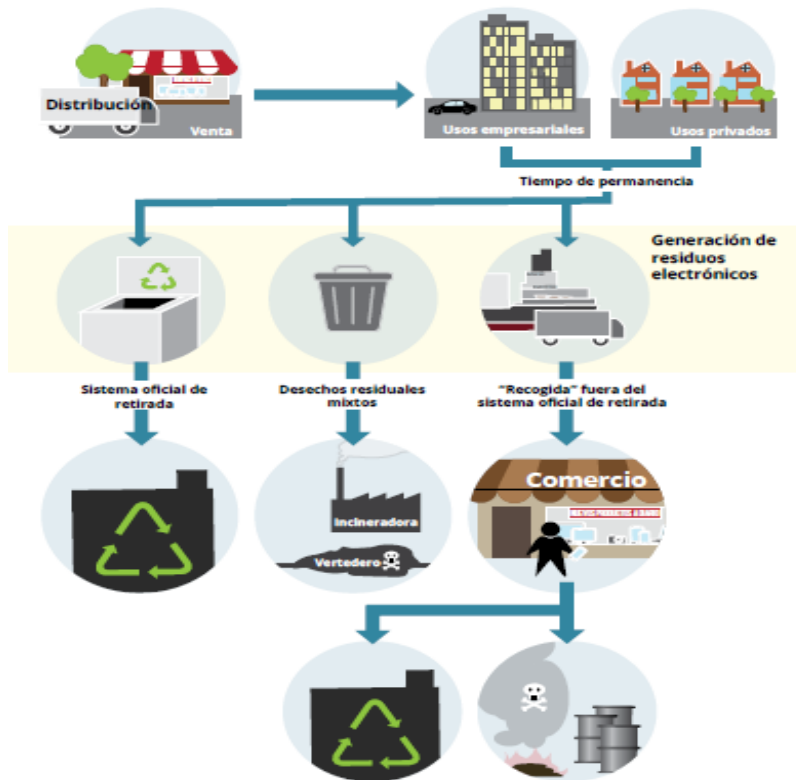 Distribución
Venta
Usos empresariales
Usos privados
Tiempo de permanencia
Generación de
residuos
electrónicos
Sistema oficial de
retirada
Desechos residuales
mixtos
“Recogida” fuera del
sistema oficial de retirada
Incineradora
Vertedero
Comercio